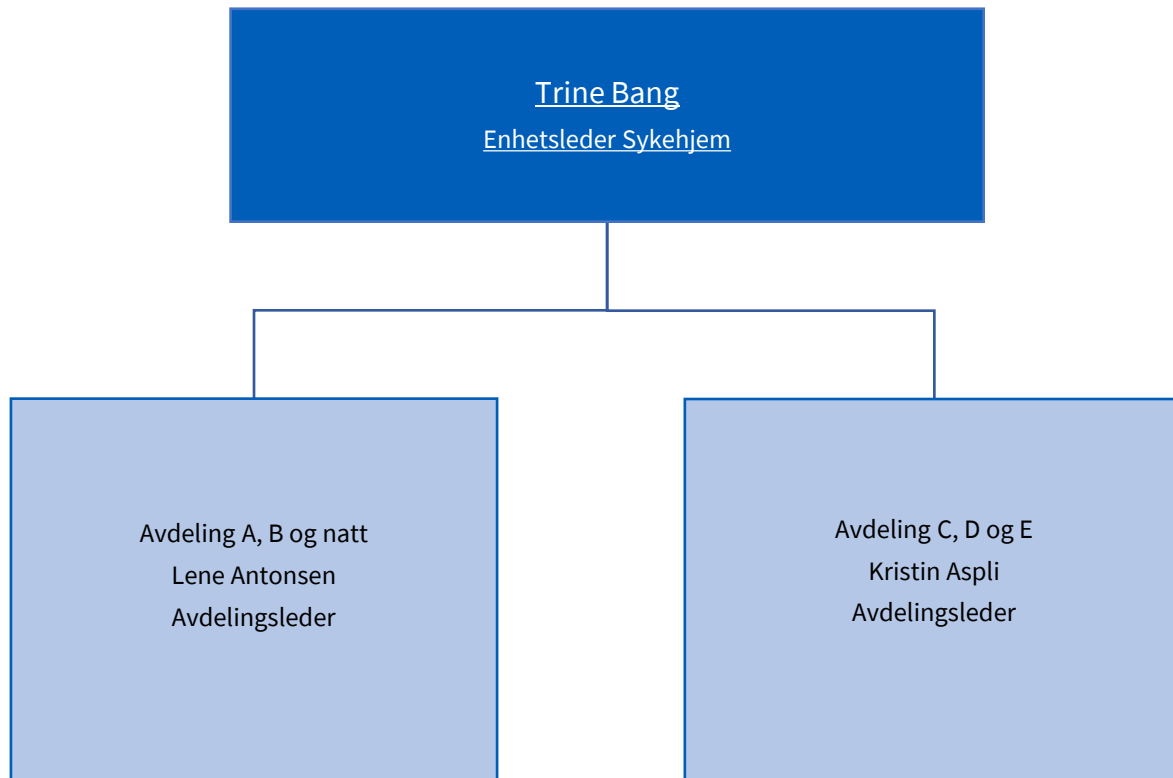 Trine Bang
Enhetsleder Sykehjem
Avdeling A, B og natt
Lene Antonsen
Avdelingsleder
Avdeling C, D og E
Kristin Aspli
Avdelingsleder